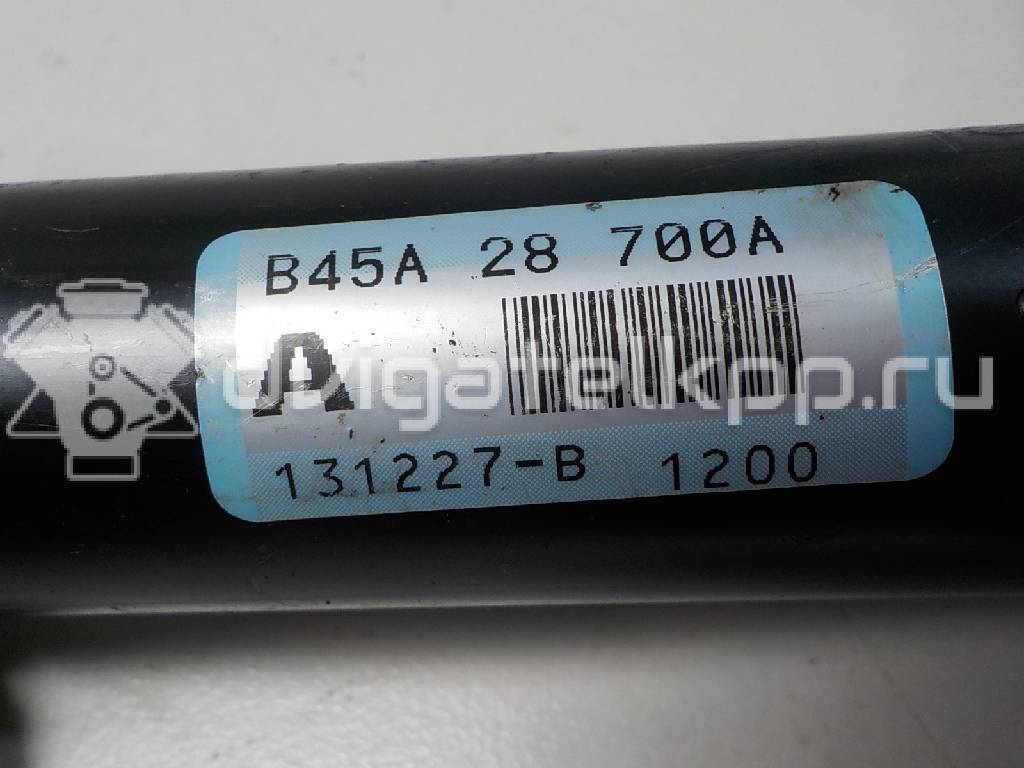 B45A 28 700A
A
131227-B 1200
dvigatelkpp.ru